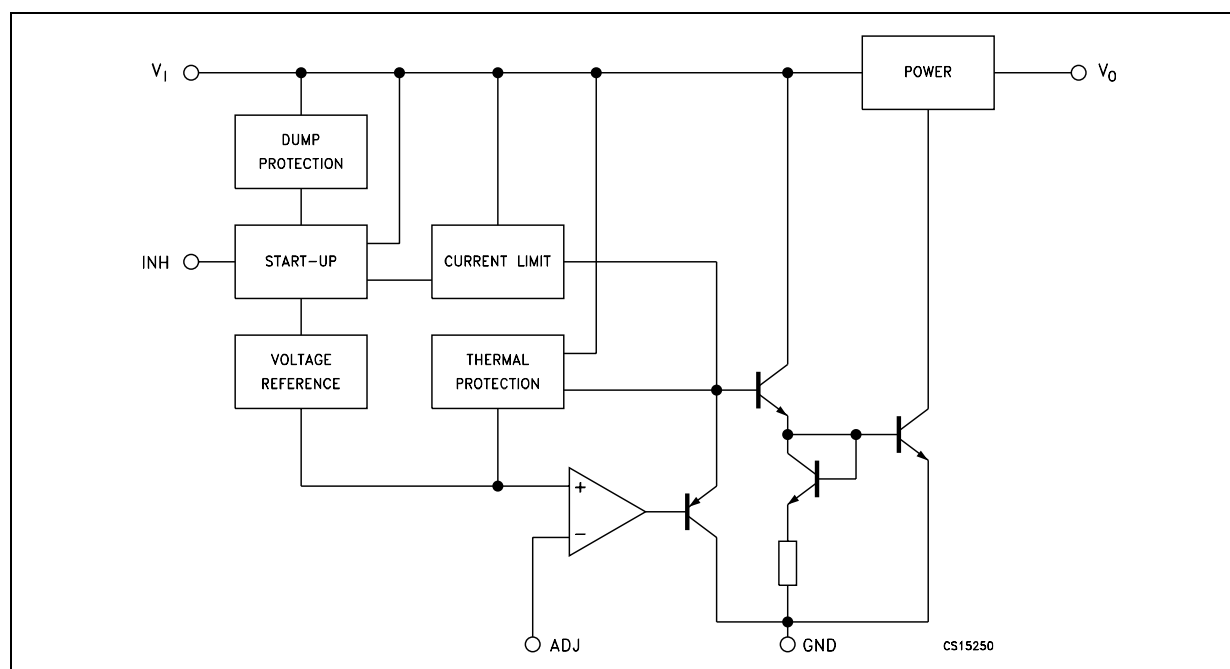 V_I
POWER
V_O
DUMP
PROTECTION
INH
START-UP
CURRENT LIMIT
VOLTAGE
REFERENCE
THERMAL
PROTECTION
+
−
ADJ
GND
CS15250